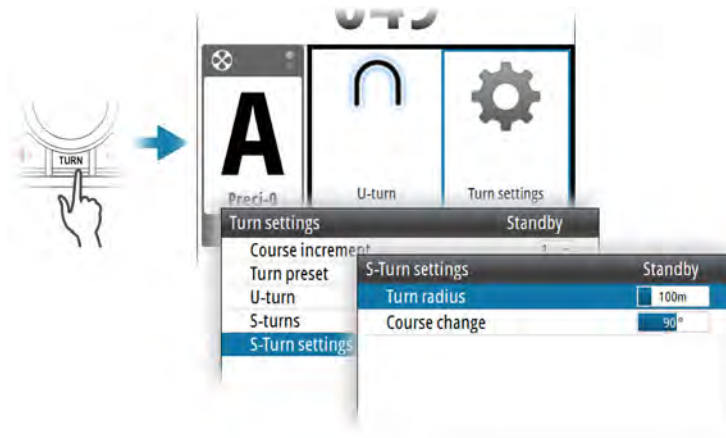 TURN
A
Preci-0
U-turn
Turn settings
Turn settings Standby
Course increment
Turn preset
U-turn
S-turns
S-Turn settings
S-Turn settings Standby
Turn radius 100m
Course change 90°